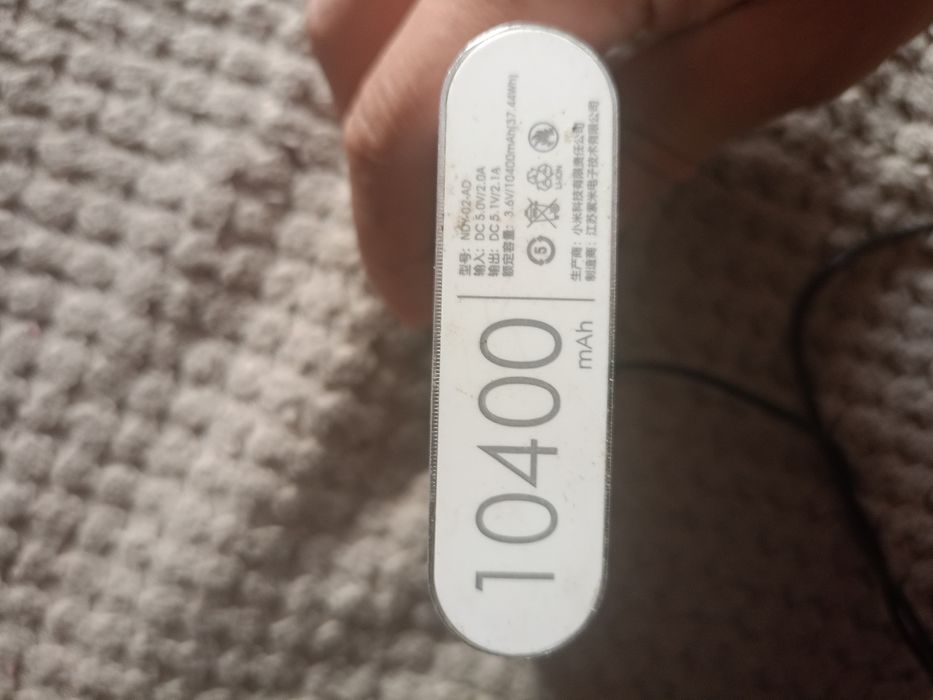 10400
mAh
型号: NDY-02-AD
输入: DC 5.0V/2.0A
输出: DC 5.1V/2.1A
额定容量: 3.6V/10400mAh(37.44Wh)
5
Li-ION
生产商: 小米科技有限责任公司
制造商: 江苏紫米电子技术有限公司